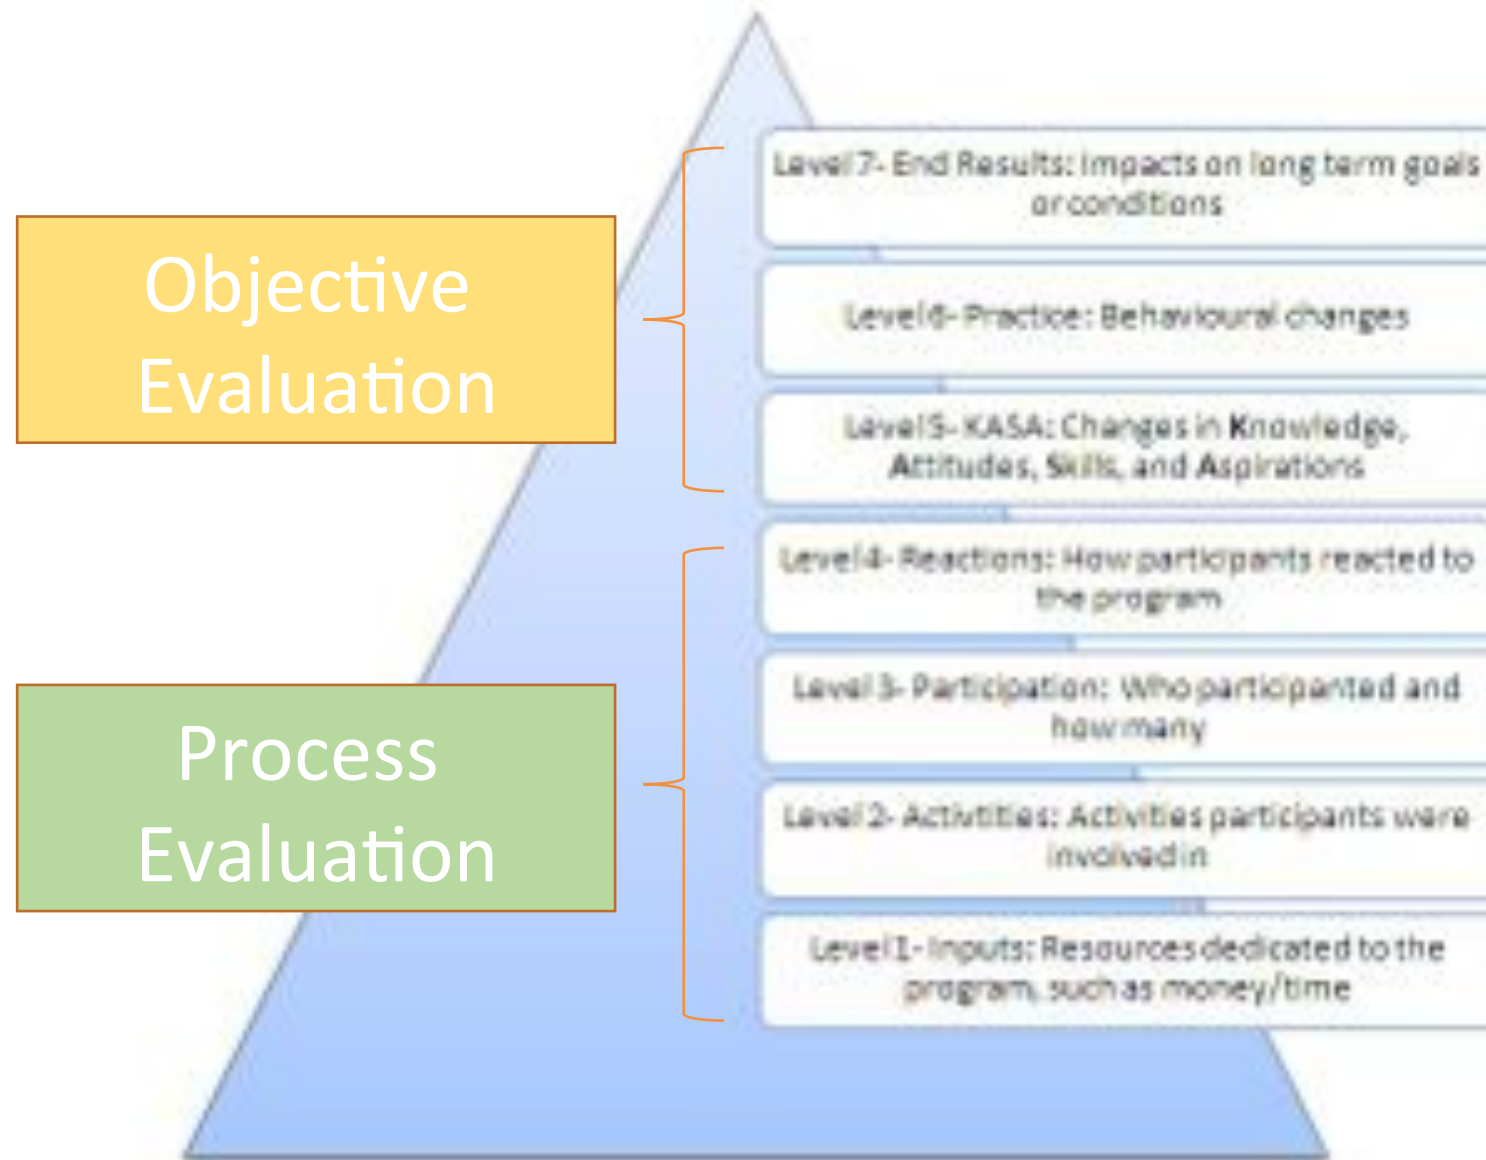 Objective
Evaluation
Process
Evaluation
Level 7- End Results: Impacts on long term goals
or conditions
Level 6- Practice: Behavioural changes
Level 5- KASA: Changes in Knowledge,
Attitudes, Skills, and Aspirations
Level 4- Reactions: How participants reacted to
the program
Level 3- Participation: Who participanted and
how many
Level 2- Activtities: Activities participants were
involved in
Level 1- Inputs: Resources dedicated to the
program, such as money/time